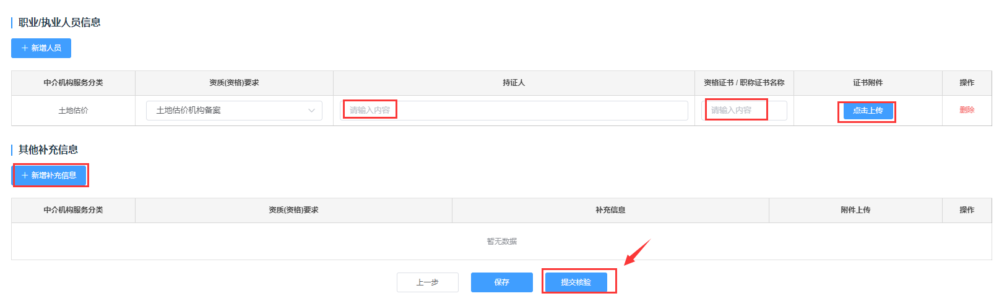 职业/执业人员信息
＋ 新增人员
中介机构服务分类 资质(资格)要求 持证人 资格证书 / 职称证书名称 证书附件 操作
土地估价 土地估价机构备案 请输入内容 请输入内容 点击上传 删除
其他补充信息
＋ 新增补充信息
中介机构服务分类 资质(资格)要求 补充信息 附件上传 操作
暂无数据
上一步 保存 提交核验